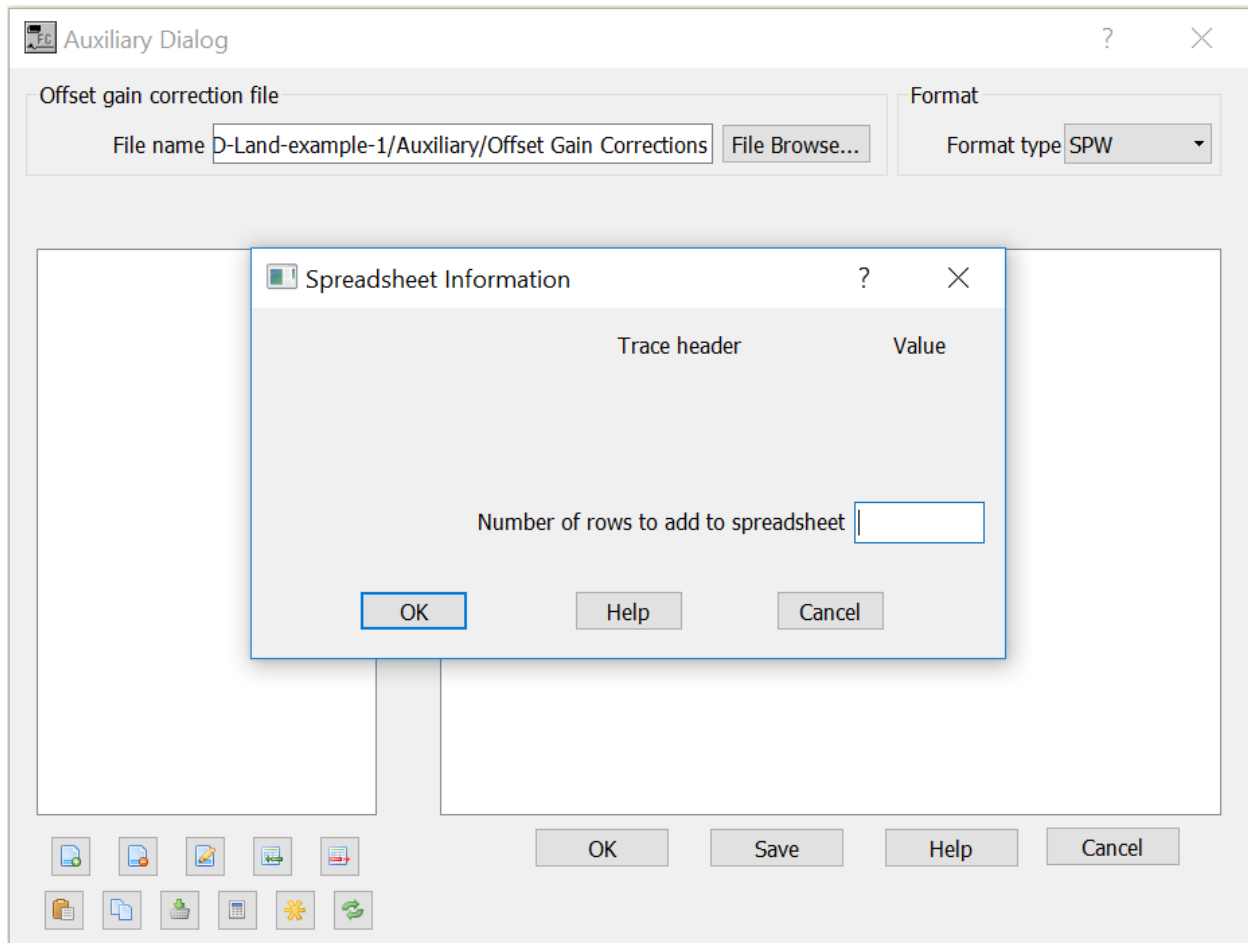 FC Auxiliary Dialog ?
Offset gain correction file
Format
File name D-Land-example-1/Auxiliary/Offset Gain Corrections File Browse... Format type SPW
Spreadsheet Information ?
Trace header Value
Number of rows to add to spreadsheet
OK Help Cancel
OK Save Help Cancel